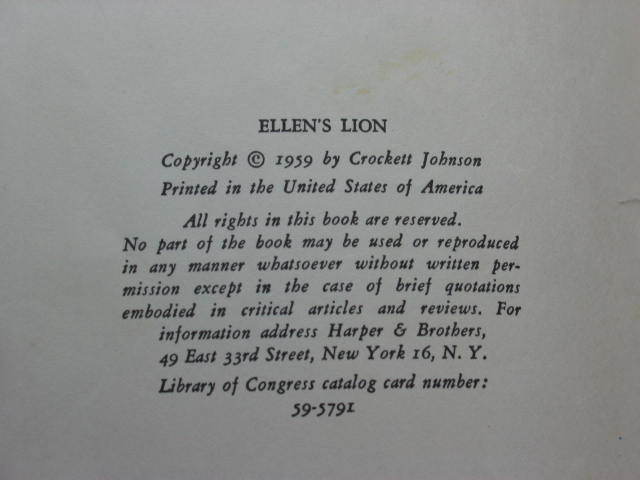 ELLEN'S LION
Copyright © 1959 by Crockett Johnson
Printed in the United States of America
All rights in this book are reserved.
No part of the book may be used or reproduced
in any manner whatsoever without written per-
mission except in the case of brief quotations
embodied in critical articles and reviews. For
information address Harper & Brothers,
49 East 33rd Street, New York 16, N. Y.
Library of Congress catalog card number:
59-5791